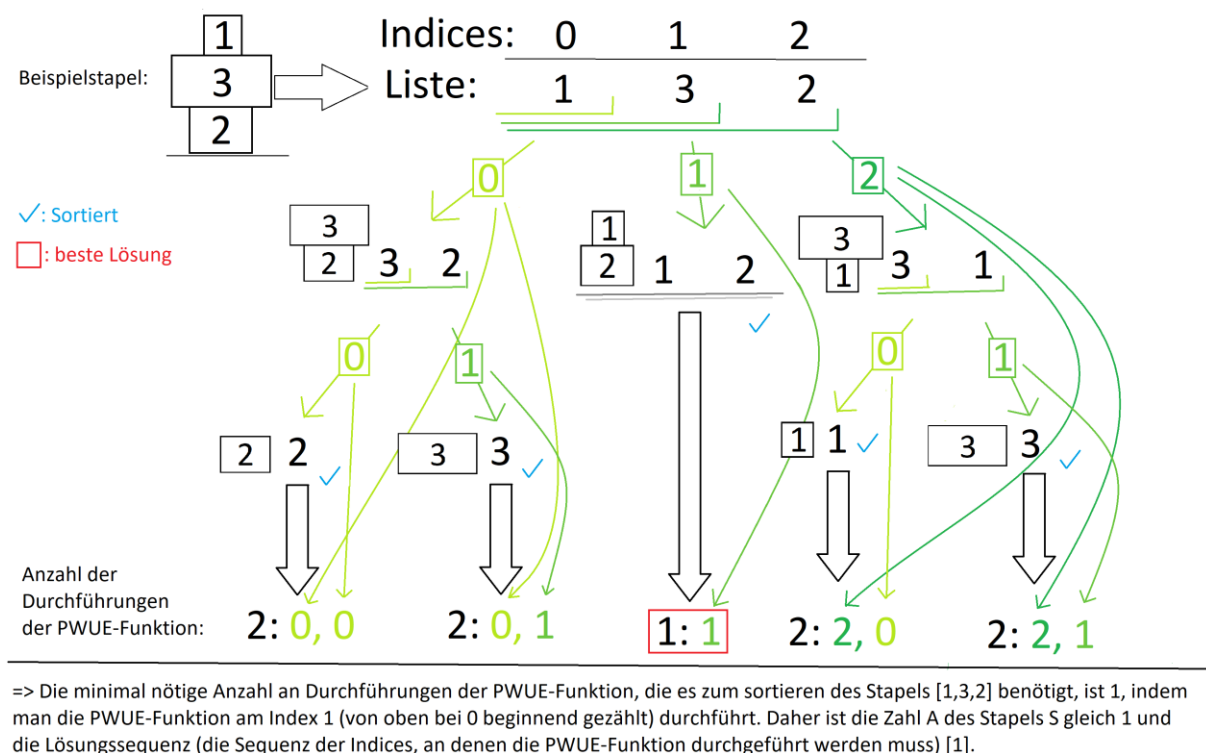 1
Indices: 0 1 2
Beispielstapel:
3
Liste: 1 3 2
2
0
1
2
✓: Sortiert
□: beste Lösung
3
2
3 2
1
2
1 2
3
1
3 1
0
1
0
1
2 2
3 3
1 1
3 3
Anzahl der
Durchführungen
der PWUE-Funktion:
2: 0, 0
2: 0, 1
1: 1
2: 2, 0
2: 2, 1
=> Die minimal nötige Anzahl an Durchführungen der PWUE-Funktion, die es zum sortieren des Stapels [1,3,2] benötigt, ist 1, indem
man die PWUE-Funktion am Index 1 (von oben bei 0 beginnend gezählt) durchführt. Daher ist die Zahl A des Stapels S gleich 1 und
die Lösungssequenz (die Sequenz der Indices, an denen die PWUE-Funktion durchgeführt werden muss) [1].